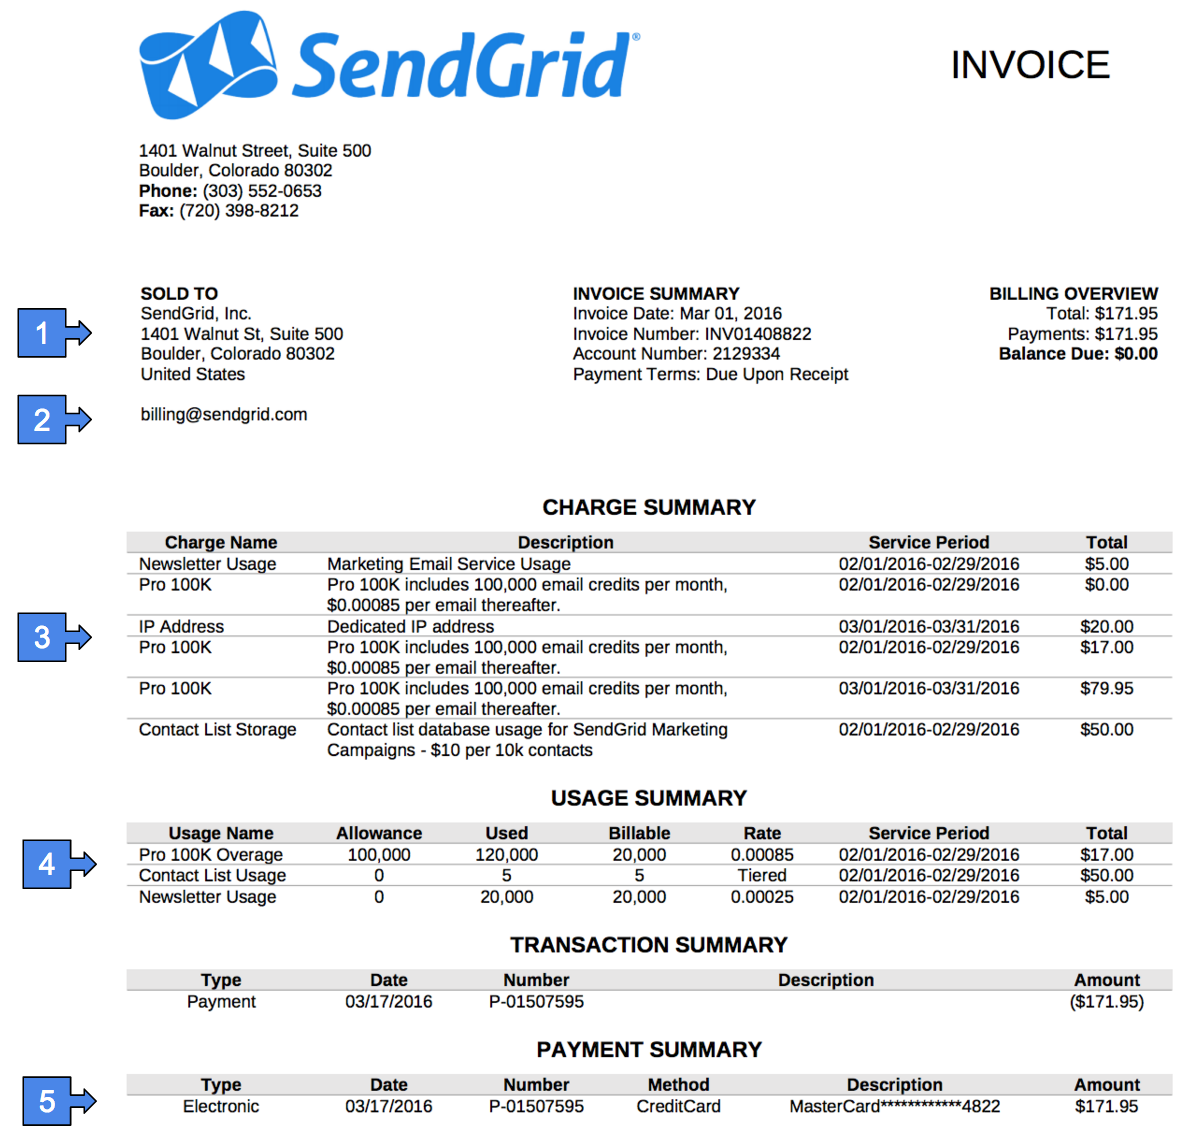 SendGrid®
INVOICE
1401 Walnut Street, Suite 500
Boulder, Colorado 80302
Phone: (303) 552-0653
Fax: (720) 398-8212
1
SOLD TO
SendGrid, Inc.
1401 Walnut St, Suite 500
Boulder, Colorado 80302
United States
2
billing@sendgrid.com
INVOICE SUMMARY
Invoice Date: Mar 01, 2016
Invoice Number: INV01408822
Account Number: 2129334
Payment Terms: Due Upon Receipt
BILLING OVERVIEW
Total: $171.95
Payments: $171.95
Balance Due: $0.00
CHARGE SUMMARY
Charge Name Description Service Period Total
Newsletter Usage Marketing Email Service Usage 02/01/2016-02/29/2016 $5.00
Pro 100K Pro 100K includes 100,000 email credits per month, 02/01/2016-02/29/2016 $0.00
$0.00085 per email thereafter.
3
IP Address Dedicated IP address 03/01/2016-03/31/2016 $20.00
Pro 100K Pro 100K includes 100,000 email credits per month, 02/01/2016-02/29/2016 $17.00
$0.00085 per email thereafter.
Pro 100K Pro 100K includes 100,000 email credits per month, 03/01/2016-03/31/2016 $79.95
$0.00085 per email thereafter.
Contact List Storage Contact list database usage for SendGrid Marketing 02/01/2016-02/29/2016 $50.00
Campaigns - $10 per 10k contacts
USAGE SUMMARY
Usage Name Allowance Used Billable Rate Service Period Total
4
Pro 100K Overage 100,000 120,000 20,000 0.00085 02/01/2016-02/29/2016 $17.00
Contact List Usage 0 5 5 Tiered 02/01/2016-02/29/2016 $50.00
Newsletter Usage 0 20,000 20,000 0.00025 02/01/2016-02/29/2016 $5.00
TRANSACTION SUMMARY
Type Date Number Description Amount
Payment 03/17/2016 P-01507595 ($171.95)
PAYMENT SUMMARY
5
Type Date Number Method Description Amount
Electronic 03/17/2016 P-01507595 CreditCard MasterCard************4822 $171.95